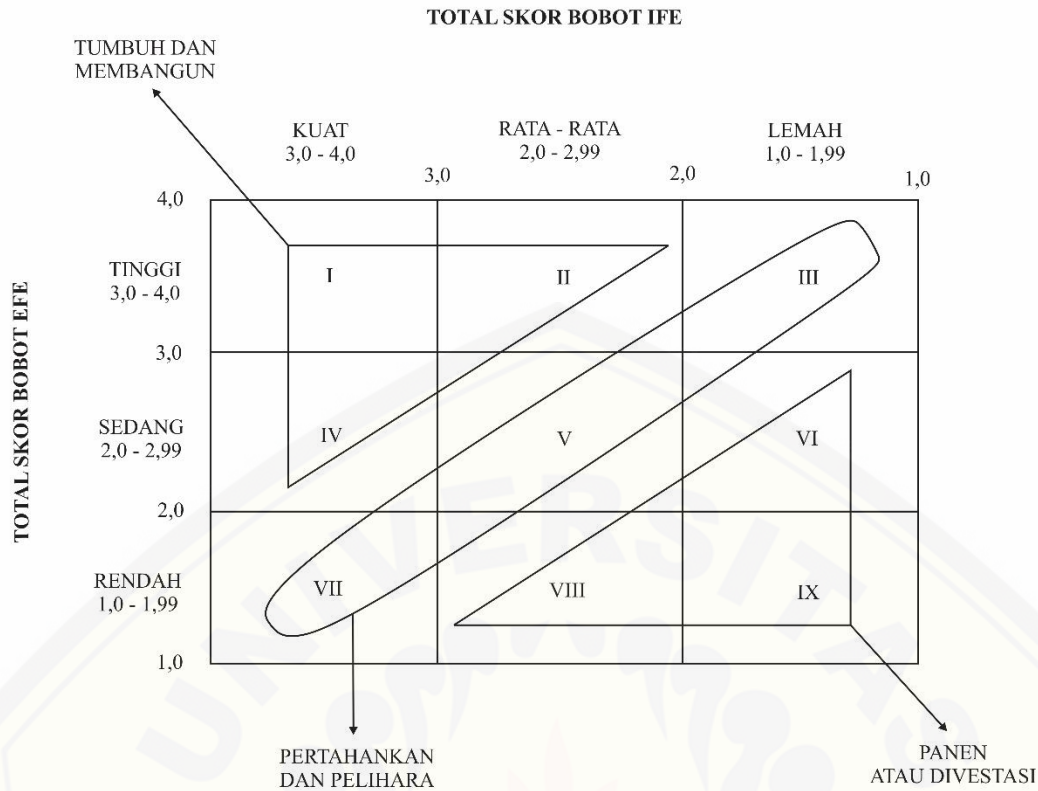 TOTAL SKOR BOBOT IFE
TUMBUH DAN
MEMBANGUN
KUAT
3,0 - 4,0
RATA - RATA
2,0 - 2,99
LEMAH
1,0 - 1,99
3,0
2,0
1,0
4,0
TOTAL SKOR BOBOT EFE
TINGGI
3,0 - 4,0
I
II
III
3,0
SEDANG
2,0 - 2,99
IV
V
VI
2,0
RENDAH
1,0 - 1,99
VII
VIII
IX
1,0
PERTAHANKAN
DAN PELIHARA
PANEN
ATAU DIVESTASI
UNIVERSITAS